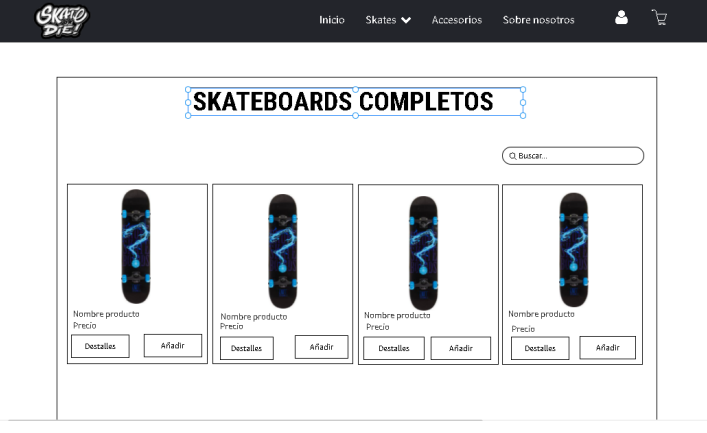 SKATE
OR
DIE!
Inicio Skates Accesorios Sobre nosotros
SKATEBOARDS COMPLETOS
Buscar...
Nombre producto
Precio
Destalles Añadir
Nombre producto
Precio
Destalles Añadir
Nombre producto
Precio
Destalles Añadir
Nombre producto
Precio
Destalles Añadir